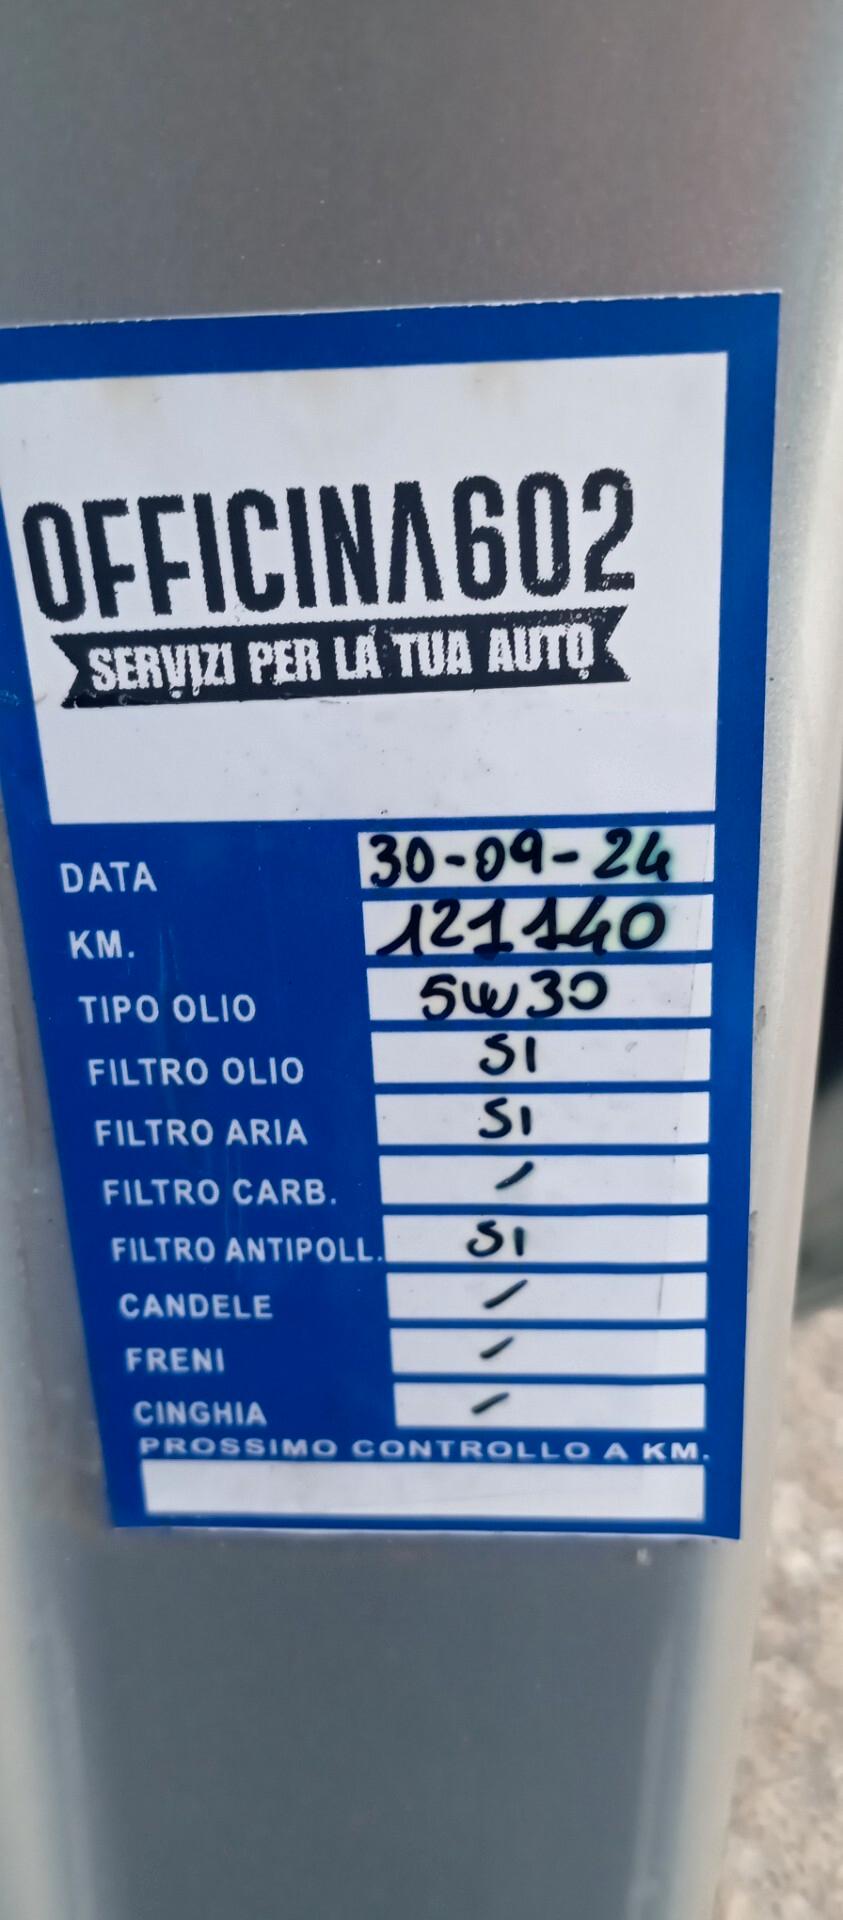 OFFICINA602
SERVIZI PER LA TUA AUTO
DATA 30-09-24
KM. 121140
TIPO OLIO 5W30
FILTRO OLIO SI
FILTRO ARIA SI
FILTRO CARB. /
FILTRO ANTIPOLL. SI
CANDELE /
FRENI /
CINGHIA /
PROSSIMO CONTROLLO A KM.